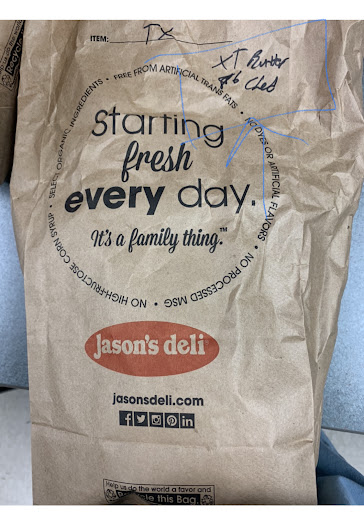 ITEM: TX
XT Butter
#6 Ched
SELECT ORGANIC INGREDIENTS • FREE FROM ARTIFICIAL TRANS FATS • NO DYES OR ARTIFICIAL FLAVORS • NO PROCESSED MSG • NO HIGH-FRUCTOSE CORN SYRUP •
Starting
fresh
every day.
It's a family thing.™
Jason's deli
jasonsdeli.com
Help us do the world a favor and
this Bag.